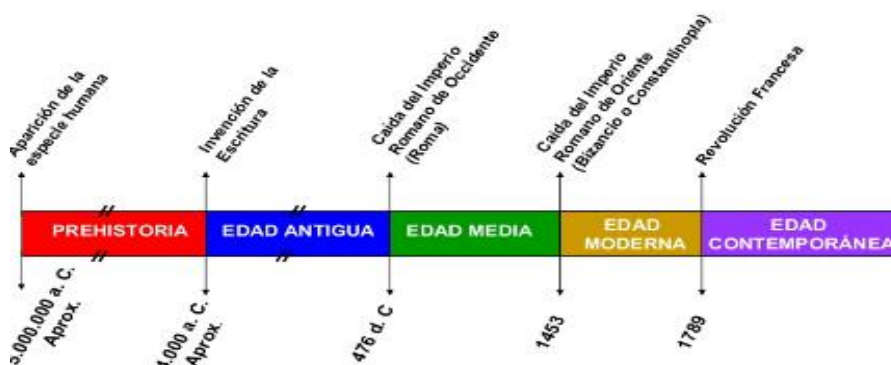 Aparición de la
especie humana
Invención de la
Escritura
Caida del Imperio
Romano de Occidente
(Roma)
Caida del Imperio
Romano de Oriente
(Bizancio o Constantinopla)
Revolución Francesa
PREHISTORIA
EDAD ANTIGUA
EDAD MEDIA
EDAD
MODERNA
EDAD
CONTEMPORÁNEA
.000.000 a. C.
Aprox.
.000 a. C.
Aprox.
476 d. C
1453
1789